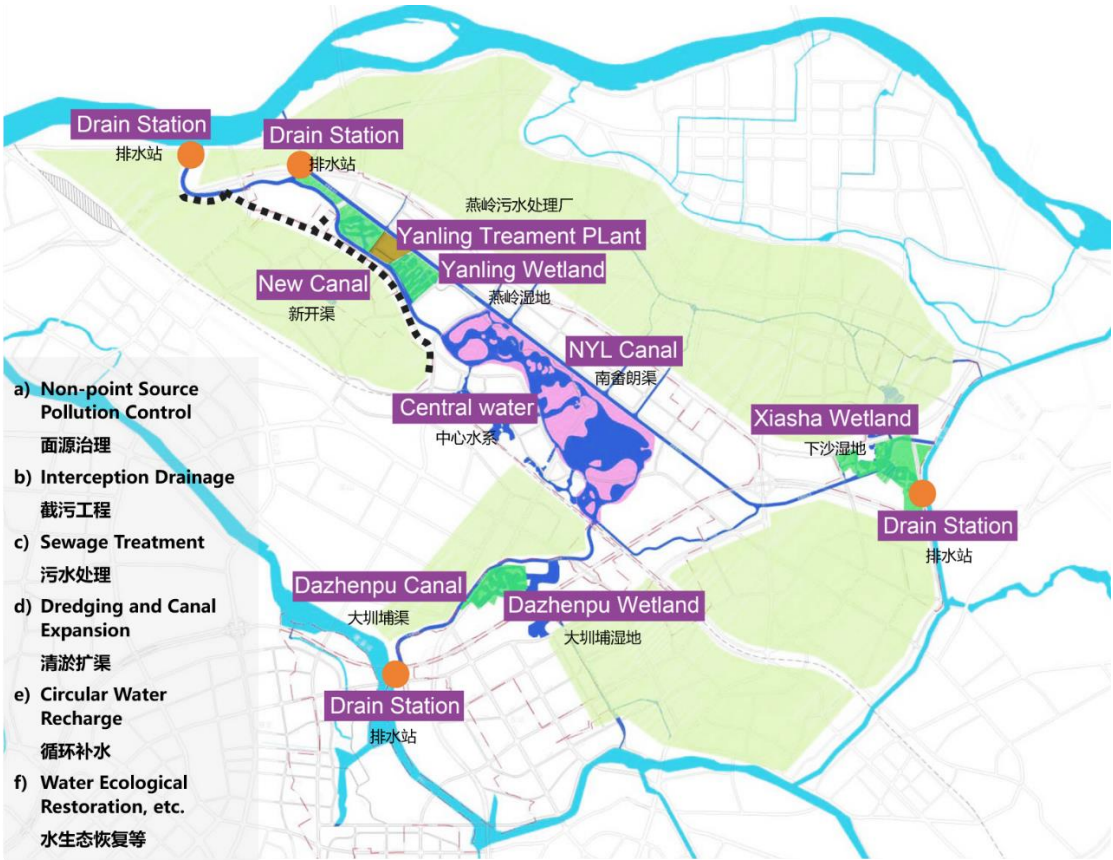 Drain Station
排水站
Drain Station
排水站
燕岭污水处理厂
Yanling Treament PLant
Yanling Wetland
燕岭湿地
New Canal
新开渠
NYL Canal
南畲朗渠
Central water
中心水系
Xiasha Wetland
下沙湿地
Drain Station
排水站
Dazhenpu Canal
大圳埔渠
Dazhenpu Wetland
大圳埔湿地
Drain Station
排水站
a) Non-point Source
Pollution Control
面源治理
b) Interception Drainage
截污工程
c) Sewage Treatment
污水处理
d) Dredging and Canal
Expansion
清淤扩渠
e) Circular Water
Recharge
循环补水
f) Water Ecological
Restoration, etc.
水生态恢复等